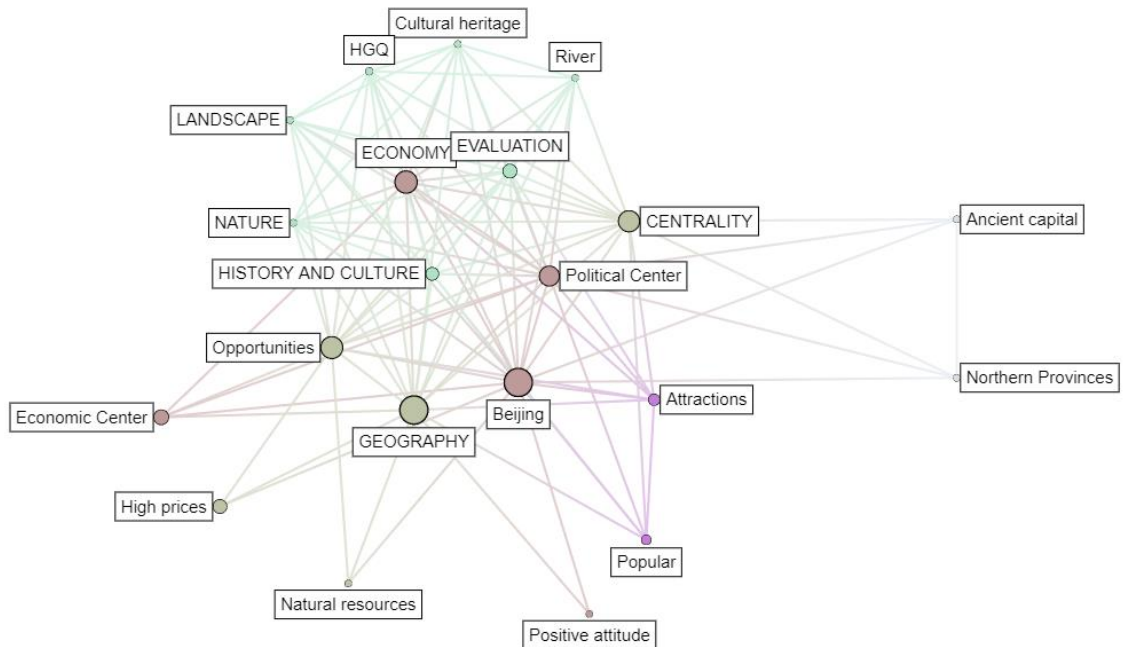 Cultural heritage
HGQ
River
LANDSCAPE
ECONOMY
EVALUATION
NATURE
CENTRALITY
Ancient capital
HISTORY AND CULTURE
Political Center
Opportunities
Northern Provinces
Economic Center
Beijing
Attractions
GEOGRAPHY
High prices
Popular
Natural resources
Positive attitude